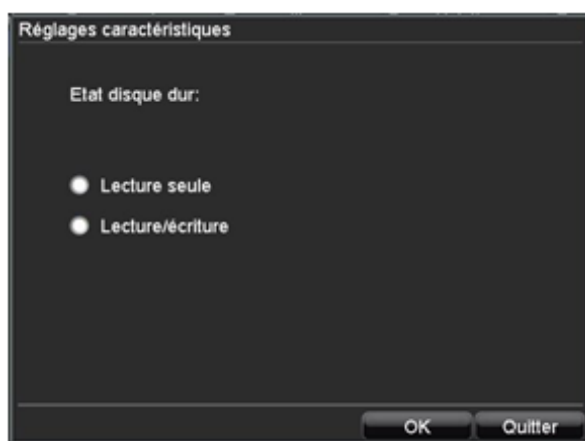 Réglages caractéristiques
Etat disque dur:
Lecture seule
Lecture/écriture
OK Quitter